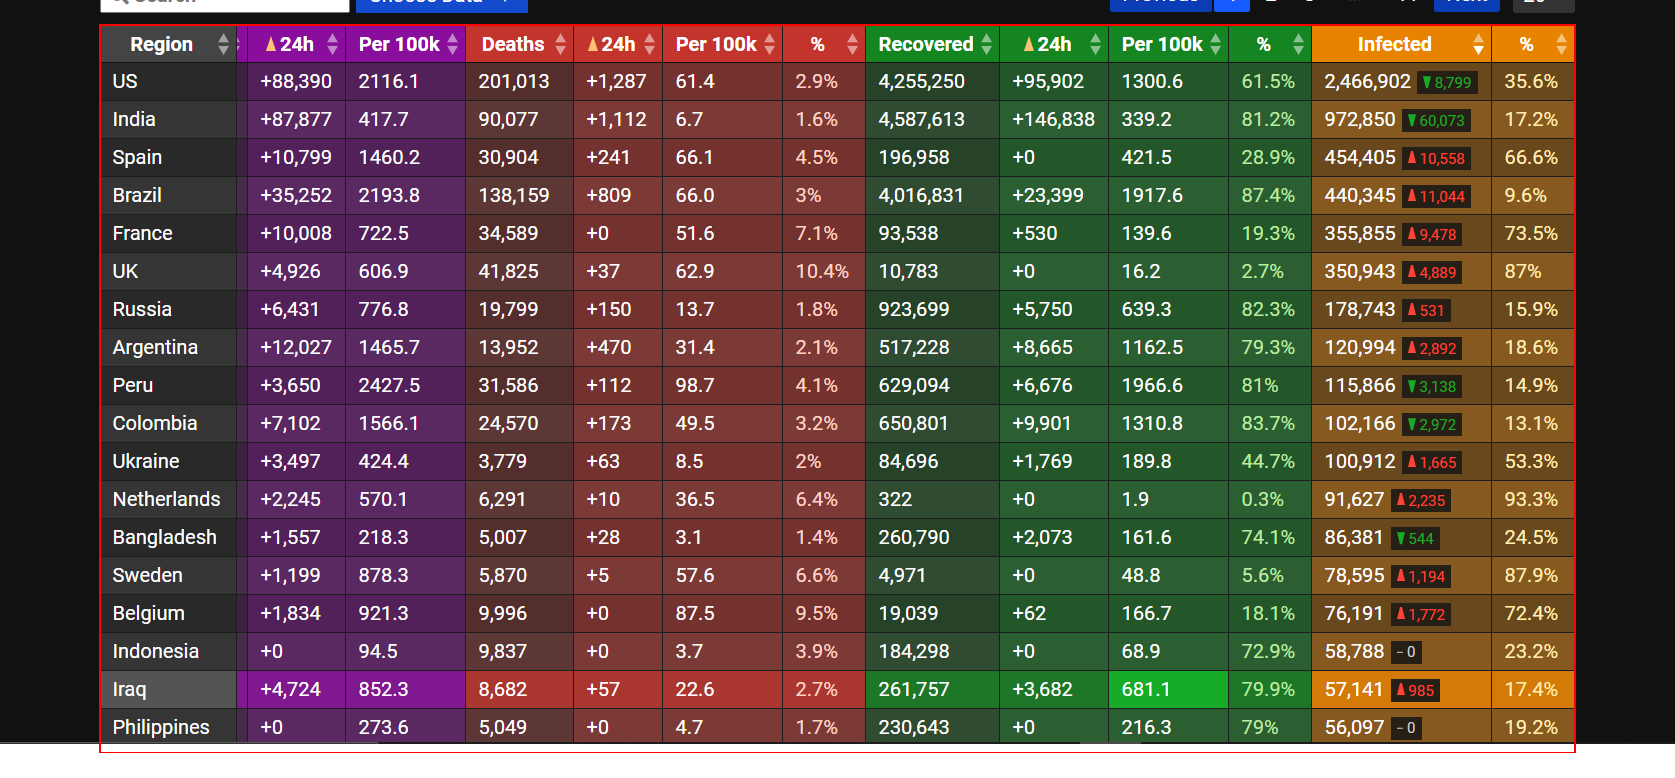 Region 24h Per 100k Deaths 24h Per 100k % Recovered 24h Per 100k % Infected %
US +88,390 2116.1 201,013 +1,287 61.4 2.9% 4,255,250 +95,902 1300.6 61.5% 2,466,902 8,799 35.6%
India +87,877 417.7 90,077 +1,112 6.7 1.6% 4,587,613 +146,838 339.2 81.2% 972,850 60,073 17.2%
Spain +10,799 1460.2 30,904 +241 66.1 4.5% 196,958 +0 421.5 28.9% 454,405 10,558 66.6%
Brazil +35,252 2193.8 138,159 +809 66.0 3% 4,016,831 +23,399 1917.6 87.4% 440,345 11,044 9.6%
France +10,008 722.5 34,589 +0 51.6 7.1% 93,538 +530 139.6 19.3% 355,855 9,478 73.5%
UK +4,926 606.9 41,825 +37 62.9 10.4% 10,783 +0 16.2 2.7% 350,943 4,889 87%
Russia +6,431 776.8 19,799 +150 13.7 1.8% 923,699 +5,750 639.3 82.3% 178,743 531 15.9%
Argentina +12,027 1465.7 13,952 +470 31.4 2.1% 517,228 +8,665 1162.5 79.3% 120,994 2,892 18.6%
Peru +3,650 2427.5 31,586 +112 98.7 4.1% 629,094 +6,676 1966.6 81% 115,866 3,138 14.9%
Colombia +7,102 1566.1 24,570 +173 49.5 3.2% 650,801 +9,901 1310.8 83.7% 102,166 2,972 13.1%
Ukraine +3,497 424.4 3,779 +63 8.5 2% 84,696 +1,769 189.8 44.7% 100,912 1,665 53.3%
Netherlands +2,245 570.1 6,291 +10 36.5 6.4% 322 +0 1.9 0.3% 91,627 2,235 93.3%
Bangladesh +1,557 218.3 5,007 +28 3.1 1.4% 260,790 +2,073 161.6 74.1% 86,381 544 24.5%
Sweden +1,199 878.3 5,870 +5 57.6 6.6% 4,971 +0 48.8 5.6% 78,595 1,194 87.9%
Belgium +1,834 921.3 9,996 +0 87.5 9.5% 19,039 +62 166.7 18.1% 76,191 1,772 72.4%
Indonesia +0 94.5 9,837 +0 3.7 3.9% 184,298 +0 68.9 72.9% 58,788 – 0 23.2%
Iraq +4,724 852.3 8,682 +57 22.6 2.7% 261,757 +3,682 681.1 79.9% 57,141 985 17.4%
Philippines +0 273.6 5,049 +0 4.7 1.7% 230,643 +0 216.3 79% 56,097 – 0 19.2%